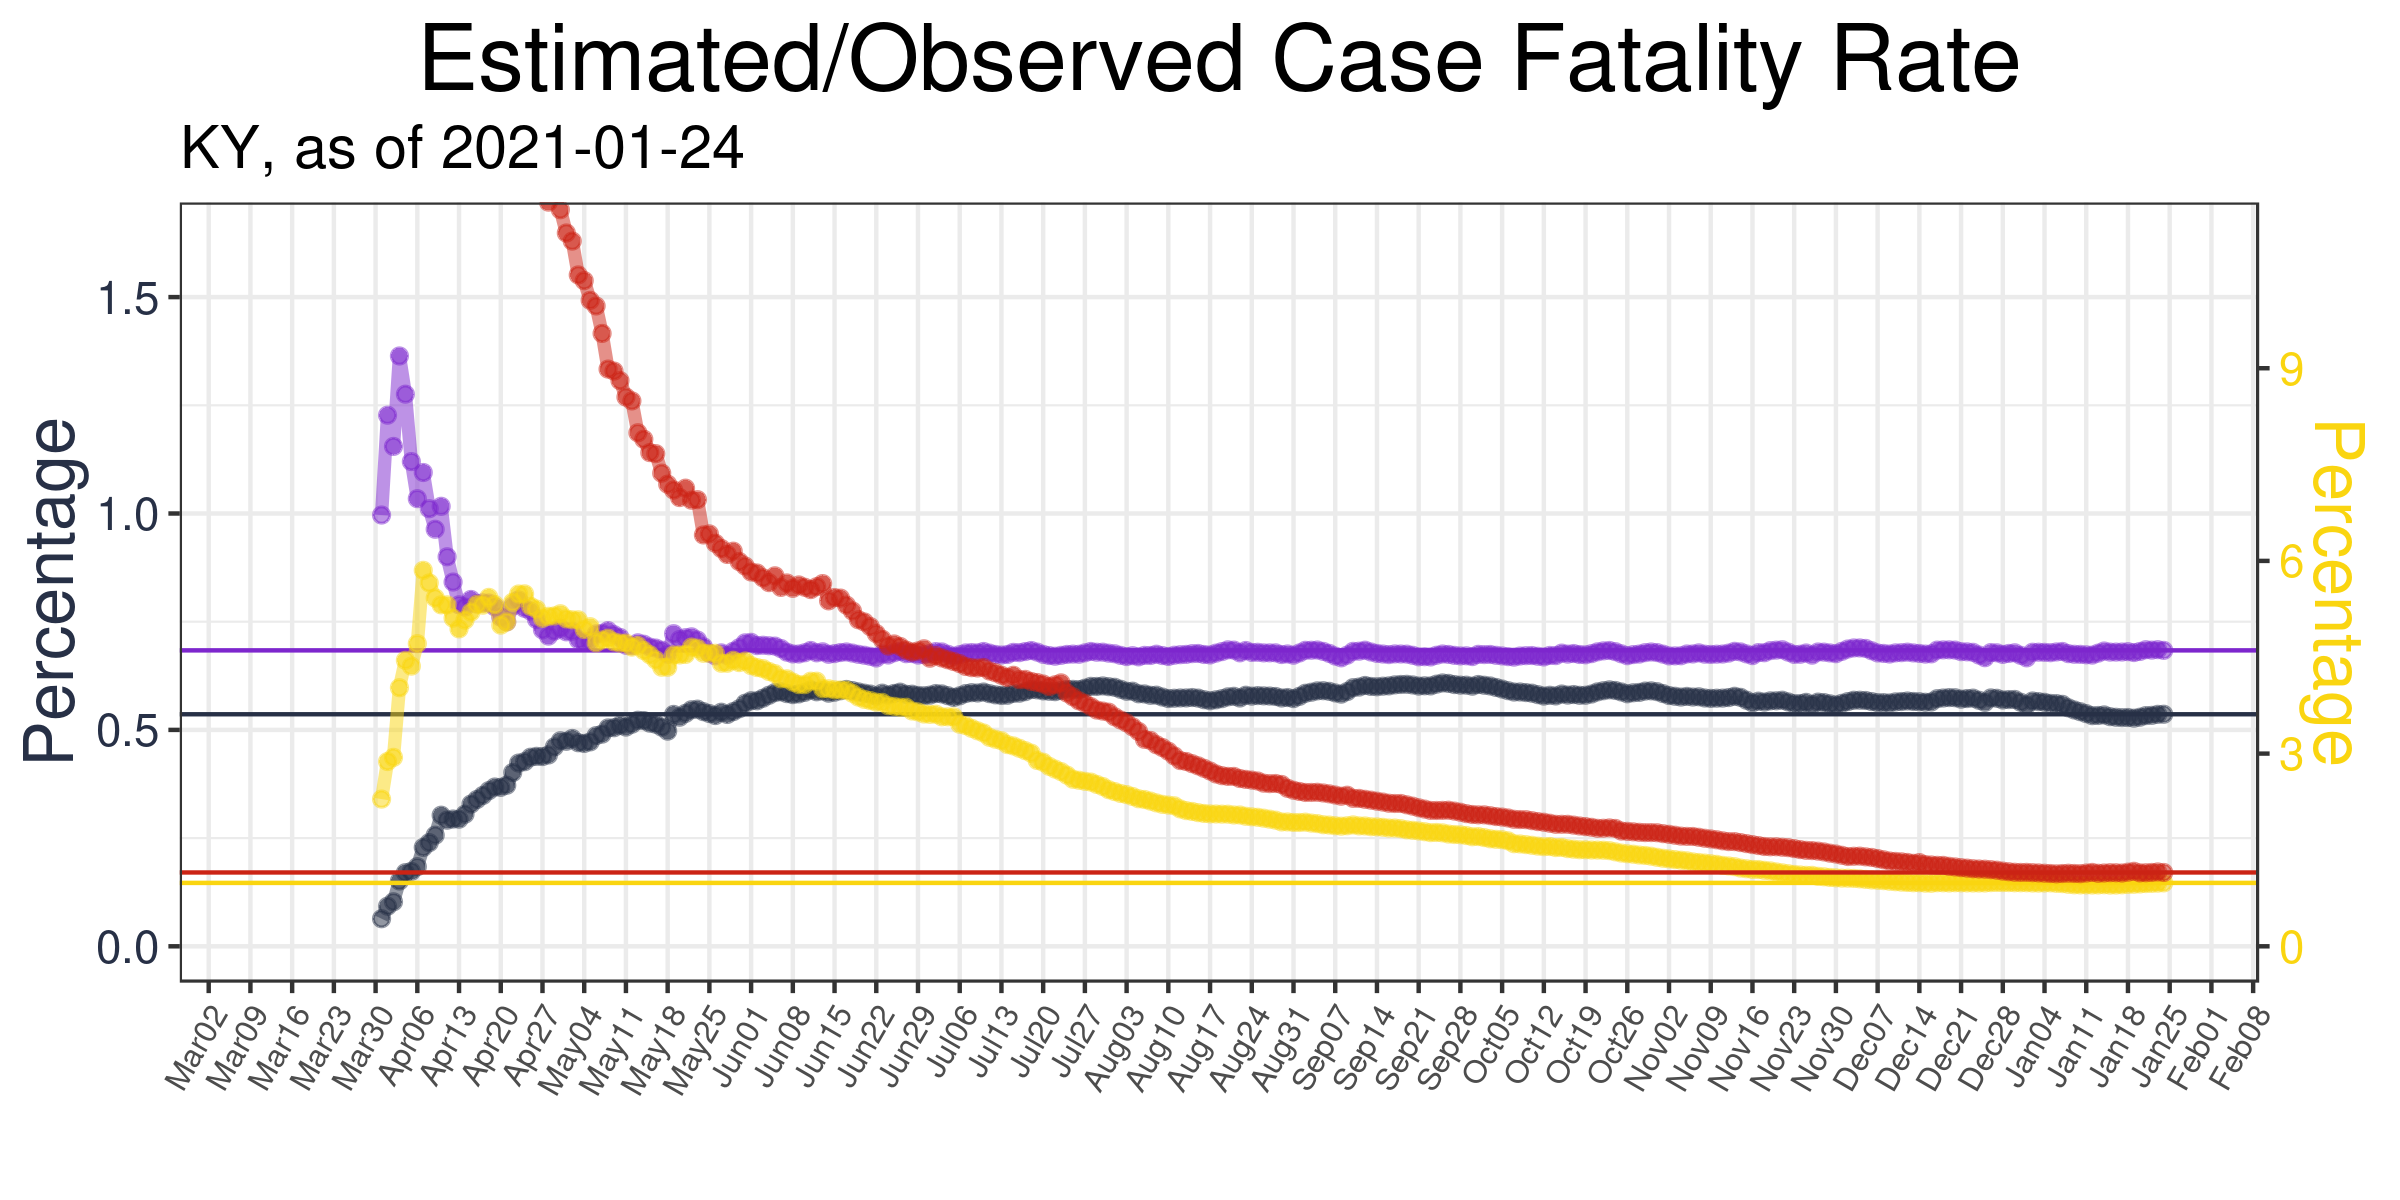 Estimated/Observed Case Fatality Rate
KY, as of 2021-01-24
Percentage
1.5
1.0
0.5
0.0
9
6
3
0
Percentage
Mar02
Mar09
Mar16
Mar23
Mar30
Apr06
Apr13
Apr20
Apr27
May04
May11
May18
May25
Jun01
Jun08
Jun15
Jun22
Jun29
Jul06
Jul13
Jul20
Jul27
Aug03
Aug10
Aug17
Aug24
Aug31
Sep07
Sep14
Sep21
Sep28
Oct05
Oct12
Oct19
Oct26
Nov02
Nov09
Nov16
Nov23
Nov30
Dec07
Dec14
Dec21
Dec28
Jan04
Jan11
Jan18
Jan25
Feb01
Feb08